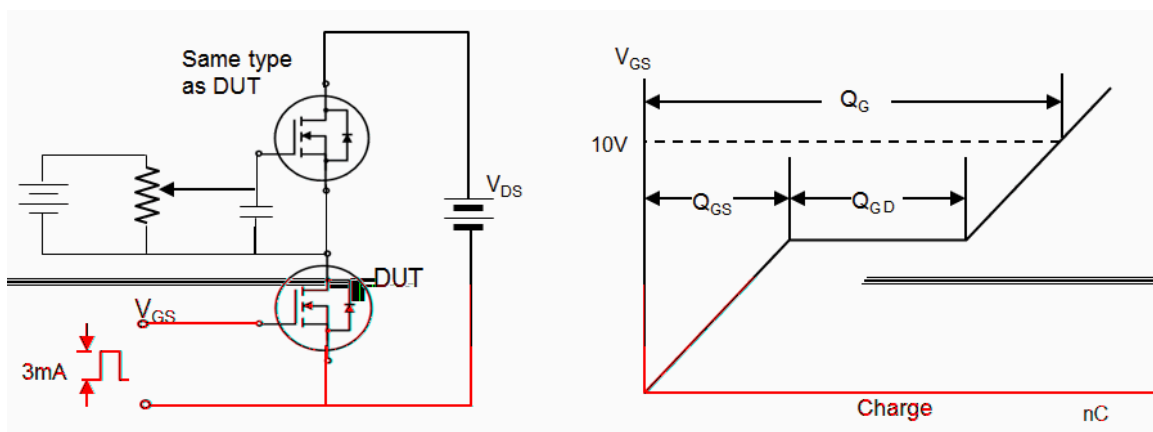 Same type
as DUT
V_DS
DUT
V_GS
3mA
V_GS
Q_G
10V
Q_GS
Q_GD
Charge
nC